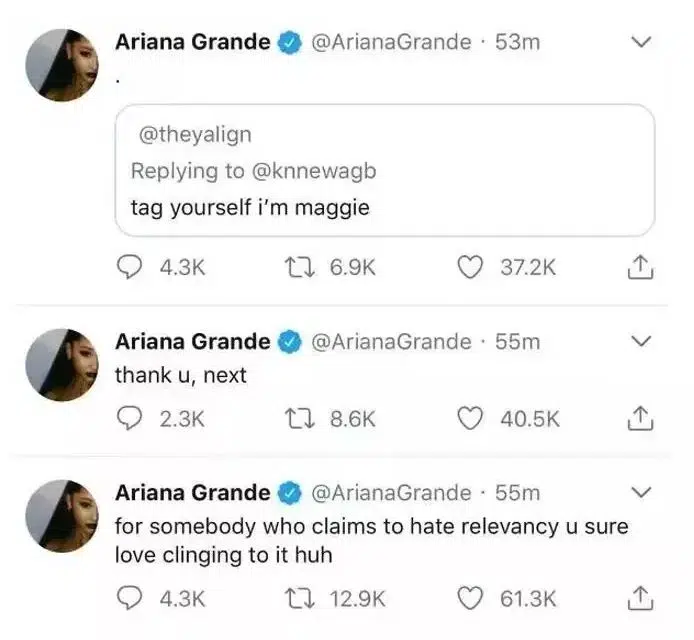 Ariana Grande @ArianaGrande · 53m
.
@theyalign
Replying to @knnewagb
tag yourself i'm maggie
4.3K 6.9K 37.2K
Ariana Grande @ArianaGrande · 55m
thank u, next
2.3K 8.6K 40.5K
Ariana Grande @ArianaGrande · 55m
for somebody who claims to hate relevancy u sure
love clinging to it huh
4.3K 12.9K 61.3K